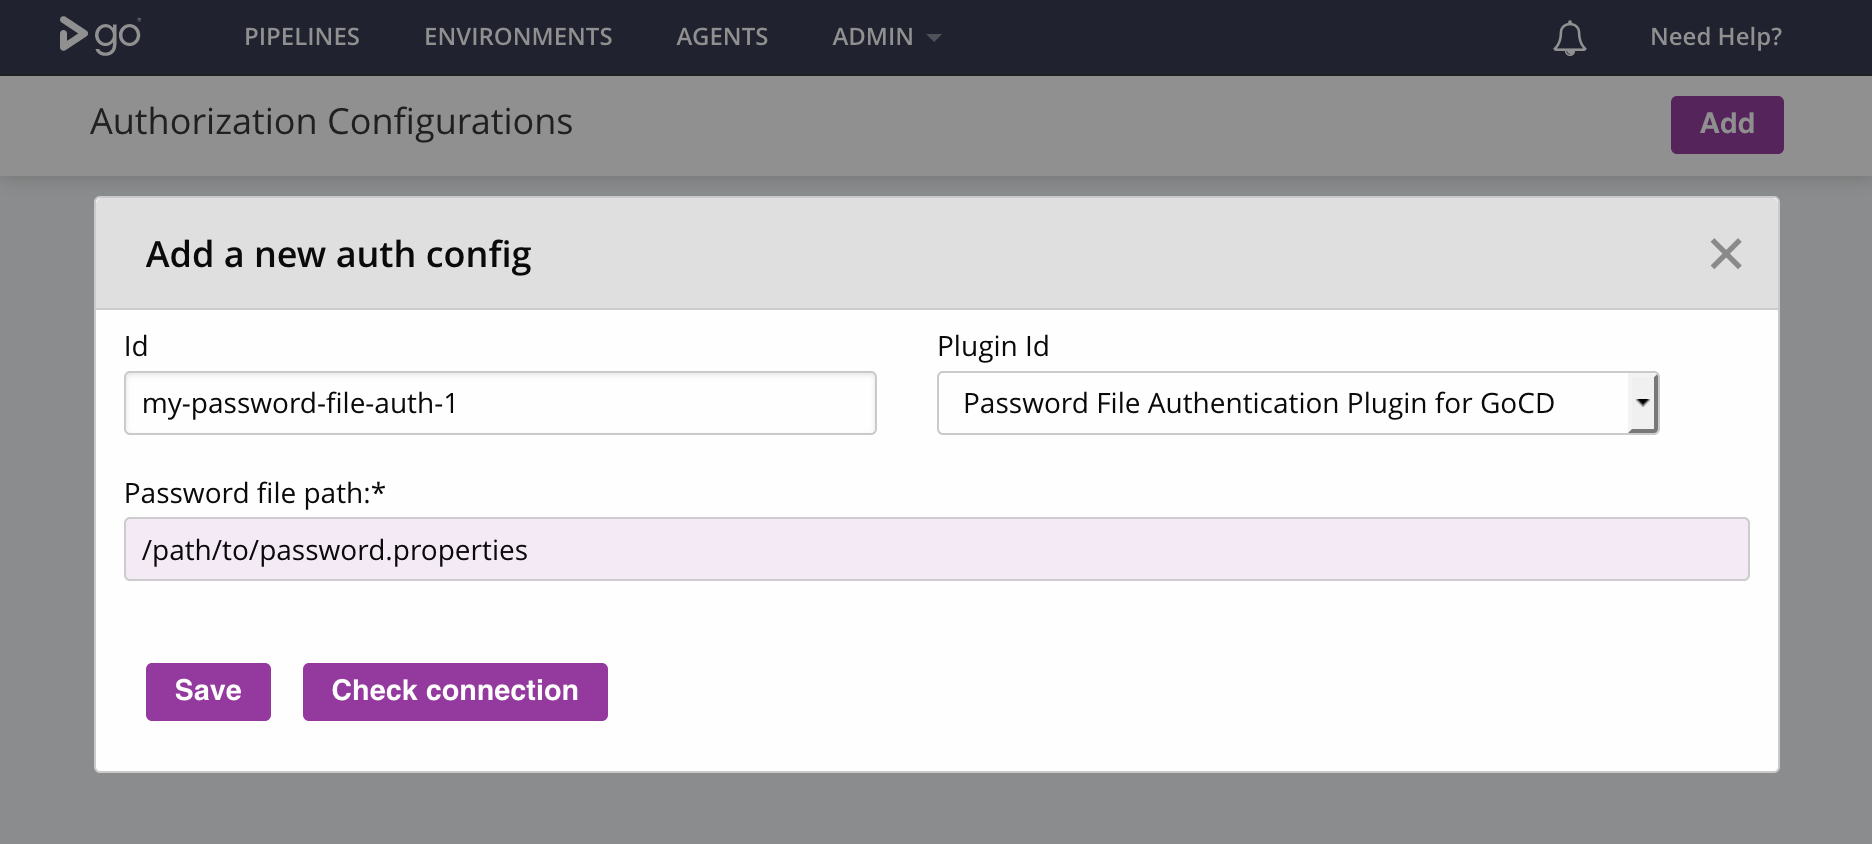 go PIPELINES ENVIRONMENTS AGENTS ADMIN Need Help?
Authorization Configurations Add
Add a new auth config
Id Plugin Id
my-password-file-auth-1 Password File Authentication Plugin for GoCD
Password file path:*
/path/to/password.properties
Save Check connection